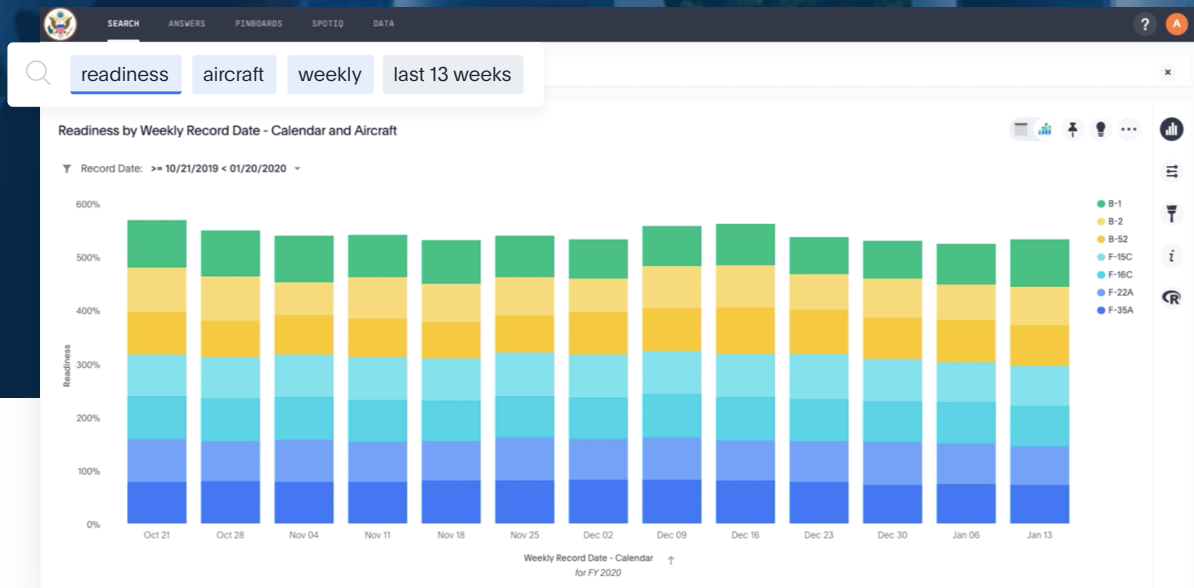 SEARCH ANSWERS PINBOARDS SPOTIQ DATA ? A
readiness aircraft weekly last 13 weeks ×
Readiness by Weekly Record Date - Calendar and Aircraft
Record Date: >= 10/21/2019 < 01/20/2020
600%
500%
400%
300%
200%
100%
0%
Readiness
Oct 21 Oct 28 Nov 04 Nov 11 Nov 18 Nov 25 Dec 02 Dec 09 Dec 16 Dec 23 Dec 30 Jan 06 Jan 13
Weekly Record Date - Calendar ↑
for FY 2020
B-1
B-2
B-52
F-15C
F-16C
F-22A
F-35A
i
R